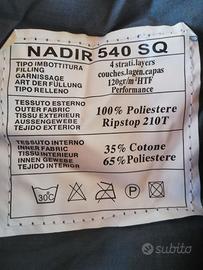 NADIR 540 SQ
TIPO IMBOTTITURA
FILLING
GARNISSAGE
ART DER FULLUNG
TIPO RELLENO
4 strati.layers
couches.lagen.capas
120gr/m² HTF
Performance
TESSUTO ESTERNO
OUTER FABRIC
TISSU EXTERIEUR
AUSSENGEWEBE
TEJIDO EXTERIOR
100% Poliestere
Ripstop 210T
TESSUTO INTERNO
INNER FABRIC
TISSU INTERIEUR
INNEN GEWEBE
TEJIDO INTERIOR
35% Cotone
65% Poliestere
30°C
subito